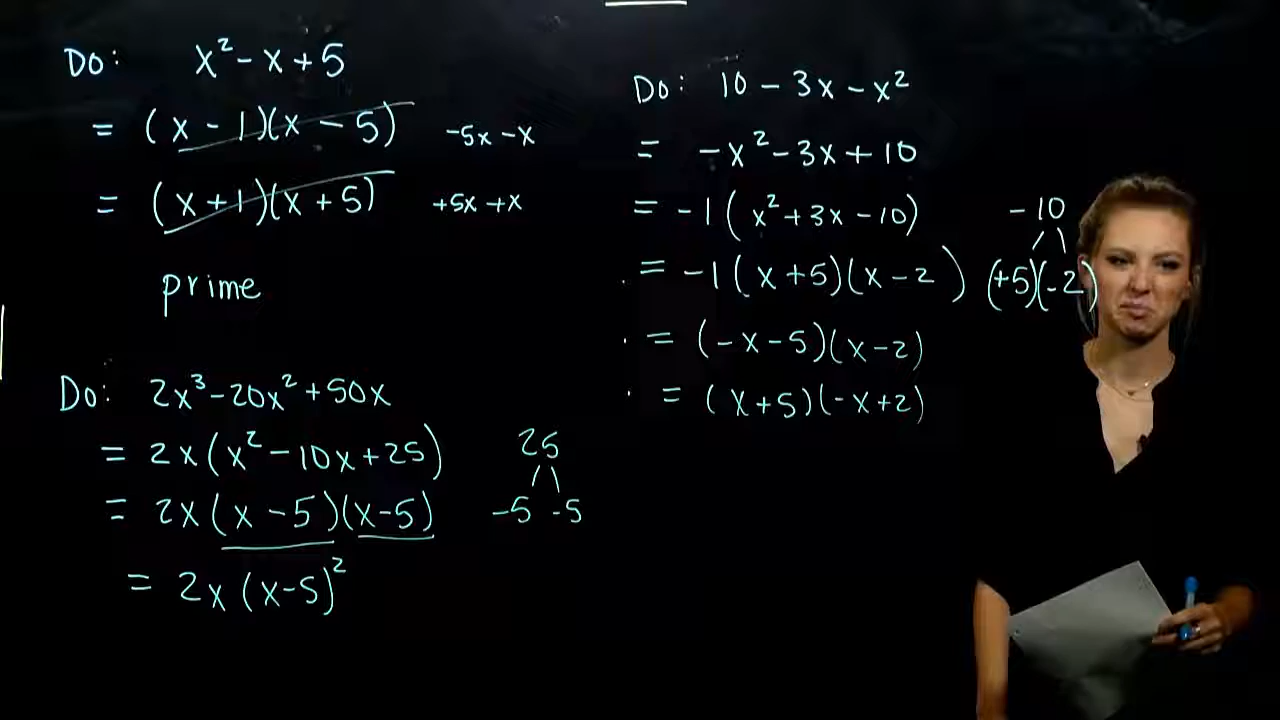 Do: x² - x + 5
= (x - 1)(x - 5) -5x - x
= (x + 1)(x + 5) +5x + x
prime
Do: 2x³ - 20x² + 50x
= 2x(x² - 10x + 25) 25
= 2x(x - 5)(x - 5) -5 -5
= 2x(x - 5)²
Do: 10 - 3x - x²
= -x² - 3x + 10
= -1(x² + 3x - 10) -10
= -1(x + 5)(x - 2) (+5)(-2)
= (-x - 5)(x - 2)
= (x + 5)(-x + 2)